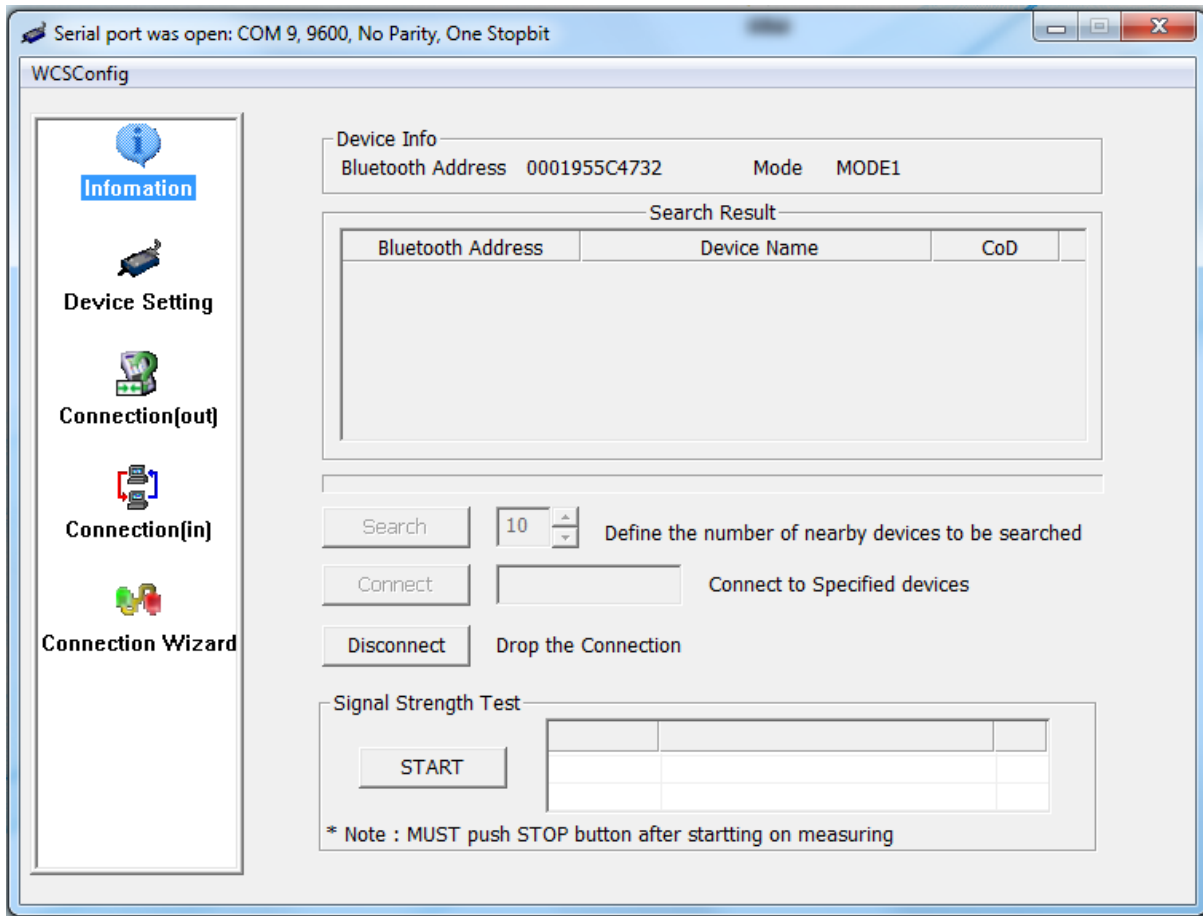 Serial port was open: COM 9, 9600, No Parity, One Stopbit
WCSConfig
Infomation
Device Setting
Connection(out)
Connection(in)
Connection Wizard
Device Info
Bluetooth Address 0001955C4732 Mode MODE1
Search Result
Bluetooth Address Device Name CoD
Search 10 Define the number of nearby devices to be searched
Connect Connect to Specified devices
Disconnect Drop the Connection
Signal Strength Test
START
* Note : MUST push STOP button after startting on measuring